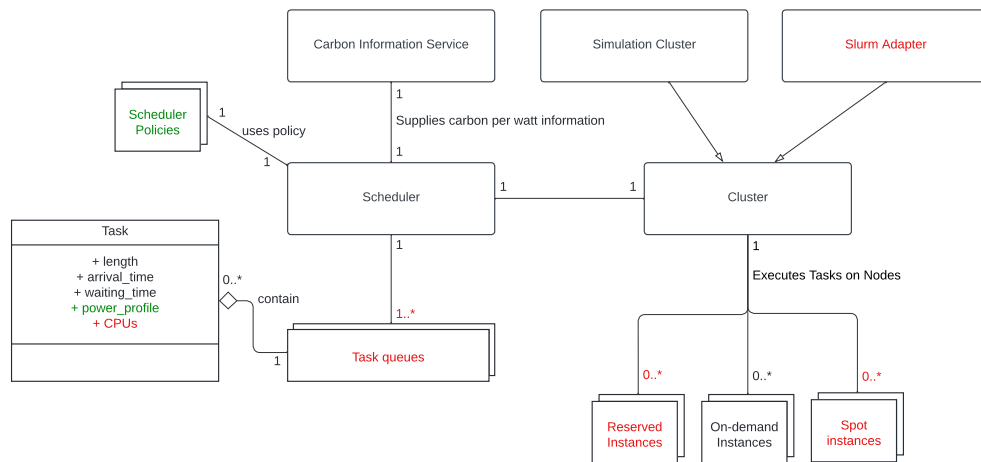 Carbon Information Service
Simulation Cluster
Slurm Adapter
1
Scheduler
Policies
1
uses policy
Supplies carbon per watt information
1
1
Scheduler
1
1
Cluster
Task
1
1
+ length
+ arrival_time
+ waiting_time
+ power_profile
+ CPUs
0..*
contain
Executes Tasks on Nodes
1..*
1
Task queues
0..*
0..*
0..*
Reserved
Instances
On-demand
Instances
Spot
instances